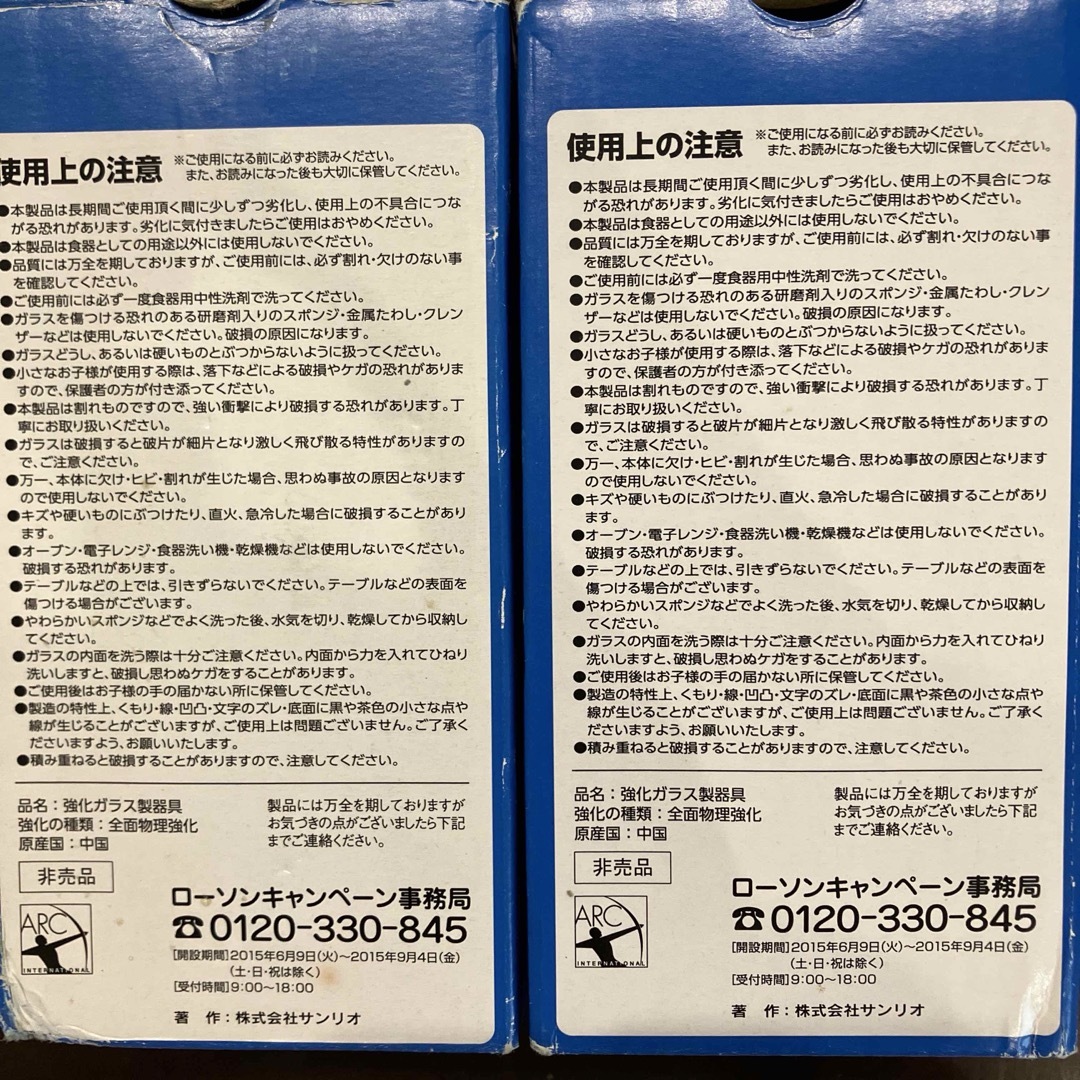 使用上の注意
※ご使用になる前に必ずお読みください。
また、お読みになった後も大切に保管してください。
●本製品は長期間ご使用頂く間に少しずつ劣化し、使用上の不具合につな
がる恐れがあります。劣化に気付きましたらご使用はおやめください。
●本製品は食器としての用途以外には使用しないでください。
●品質には万全を期しておりますが、ご使用前には、必ず割れ・欠けのない事
を確認してください。
●ご使用前には必ず一度食器用中性洗剤で洗ってください。
●ガラスを傷つける恐れのある研磨剤入りのスポンジ・金属たわし・クレン
ザーなどは使用しないでください。破損の原因になります。
●ガラスどうし、あるいは硬いものとぶつからないように扱ってください。
●小さなお子様が使用する際は、落下などによる破損やケガの恐れがありま
すので、保護者の方が付き添ってください。
●本製品は割れものですので、強い衝撃により破損する恐れがあります。丁
寧にお取り扱いください。
●ガラスは破損すると破片が細片となり激しく飛び散る特性がありますの
で、ご注意ください。
●万一、本体に欠け・ヒビ・割れが生じた場合、思わぬ事故の原因となります
ので使用しないでください。
●キズや硬いものにぶつけたり、直火、急冷した場合に破損することがあり
ます。
●オーブン・電子レンジ・食器洗い機・乾燥機などは使用しないでください。
破損する恐れがあります。
●テーブルなどの上では、引きずらないでください。テーブルなどの表面を
傷つける場合がございます。
●やわらかいスポンジなどでよく洗った後、水気を切り、乾燥してから収納し
てください。
●ガラスの内面を洗う際は十分ご注意ください。内面から力を入れてひねり
洗いしますと、破損し思わぬケガをすることがあります。
●ご使用後はお子様の手の届かない所に保管してください。
●製造の特性上、くもり・線・凹凸・文字のズレ・底面に黒や茶色の小さな点や
線が生じることがございますが、ご使用上は問題ございません。ご了承く
ださいますよう、お願いいたします。
●積み重ねると破損することがありますので、注意してください。
品名：強化ガラス製器具
強化の種類：全面物理強化
原産国：中国
製品には万全を期しておりますが
お気づきの点がございましたら下記
までご連絡ください。
非売品
ARC
INTERNATIONAL
ローソンキャンペーン事務局
☎0120-330-845
[開設期間]2015年6月9日(火)～2015年9月4日(金)
(土・日・祝は除く)
[受付時間]9:00～18:00
著　作：株式会社サンリオ
使用上の注意
※ご使用になる前に必ずお読みください。
また、お読みになった後も大切に保管してください。
●本製品は長期間ご使用頂く間に少しずつ劣化し、使用上の不具合につな
がる恐れがあります。劣化に気付きましたらご使用はおやめください。
●本製品は食器としての用途以外には使用しないでください。
●品質には万全を期しておりますが、ご使用前には、必ず割れ・欠けのない事
を確認してください。
●ご使用前には必ず一度食器用中性洗剤で洗ってください。
●ガラスを傷つける恐れのある研磨剤入りのスポンジ・金属たわし・クレン
ザーなどは使用しないでください。破損の原因になります。
●ガラスどうし、あるいは硬いものとぶつからないように扱ってください。
●小さなお子様が使用する際は、落下などによる破損やケガの恐れがありま
すので、保護者の方が付き添ってください。
●本製品は割れものですので、強い衝撃により破損する恐れがあります。丁
寧にお取り扱いください。
●ガラスは破損すると破片が細片となり激しく飛び散る特性がありますの
で、ご注意ください。
●万一、本体に欠け・ヒビ・割れが生じた場合、思わぬ事故の原因となります
ので使用しないでください。
●キズや硬いものにぶつけたり、直火、急冷した場合に破損することがあり
ます。
●オーブン・電子レンジ・食器洗い機・乾燥機などは使用しないでください。
破損する恐れがあります。
●テーブルなどの上では、引きずらないでください。テーブルなどの表面を
傷つける場合がございます。
●やわらかいスポンジなどでよく洗った後、水気を切り、乾燥してから収納し
てください。
●ガラスの内面を洗う際は十分ご注意ください。内面から力を入れてひねり
洗いしますと、破損し思わぬケガをすることがあります。
●ご使用後はお子様の手の届かない所に保管してください。
●製造の特性上、くもり・線・凹凸・文字のズレ・底面に黒や茶色の小さな点や
線が生じることがございますが、ご使用上は問題ございません。ご了承く
ださいますよう、お願いいたします。
●積み重ねると破損することがありますので、注意してください。
品名：強化ガラス製器具
強化の種類：全面物理強化
原産国：中国
製品には万全を期しておりますが
お気づきの点がございましたら下記
までご連絡ください。
非売品
ARC
INTERNATIONAL
ローソンキャンペーン事務局
☎0120-330-845
[開設期間]2015年6月9日(火)～2015年9月4日(金)
(土・日・祝は除く)
[受付時間]9:00～18:00
著　作：株式会社サンリオ